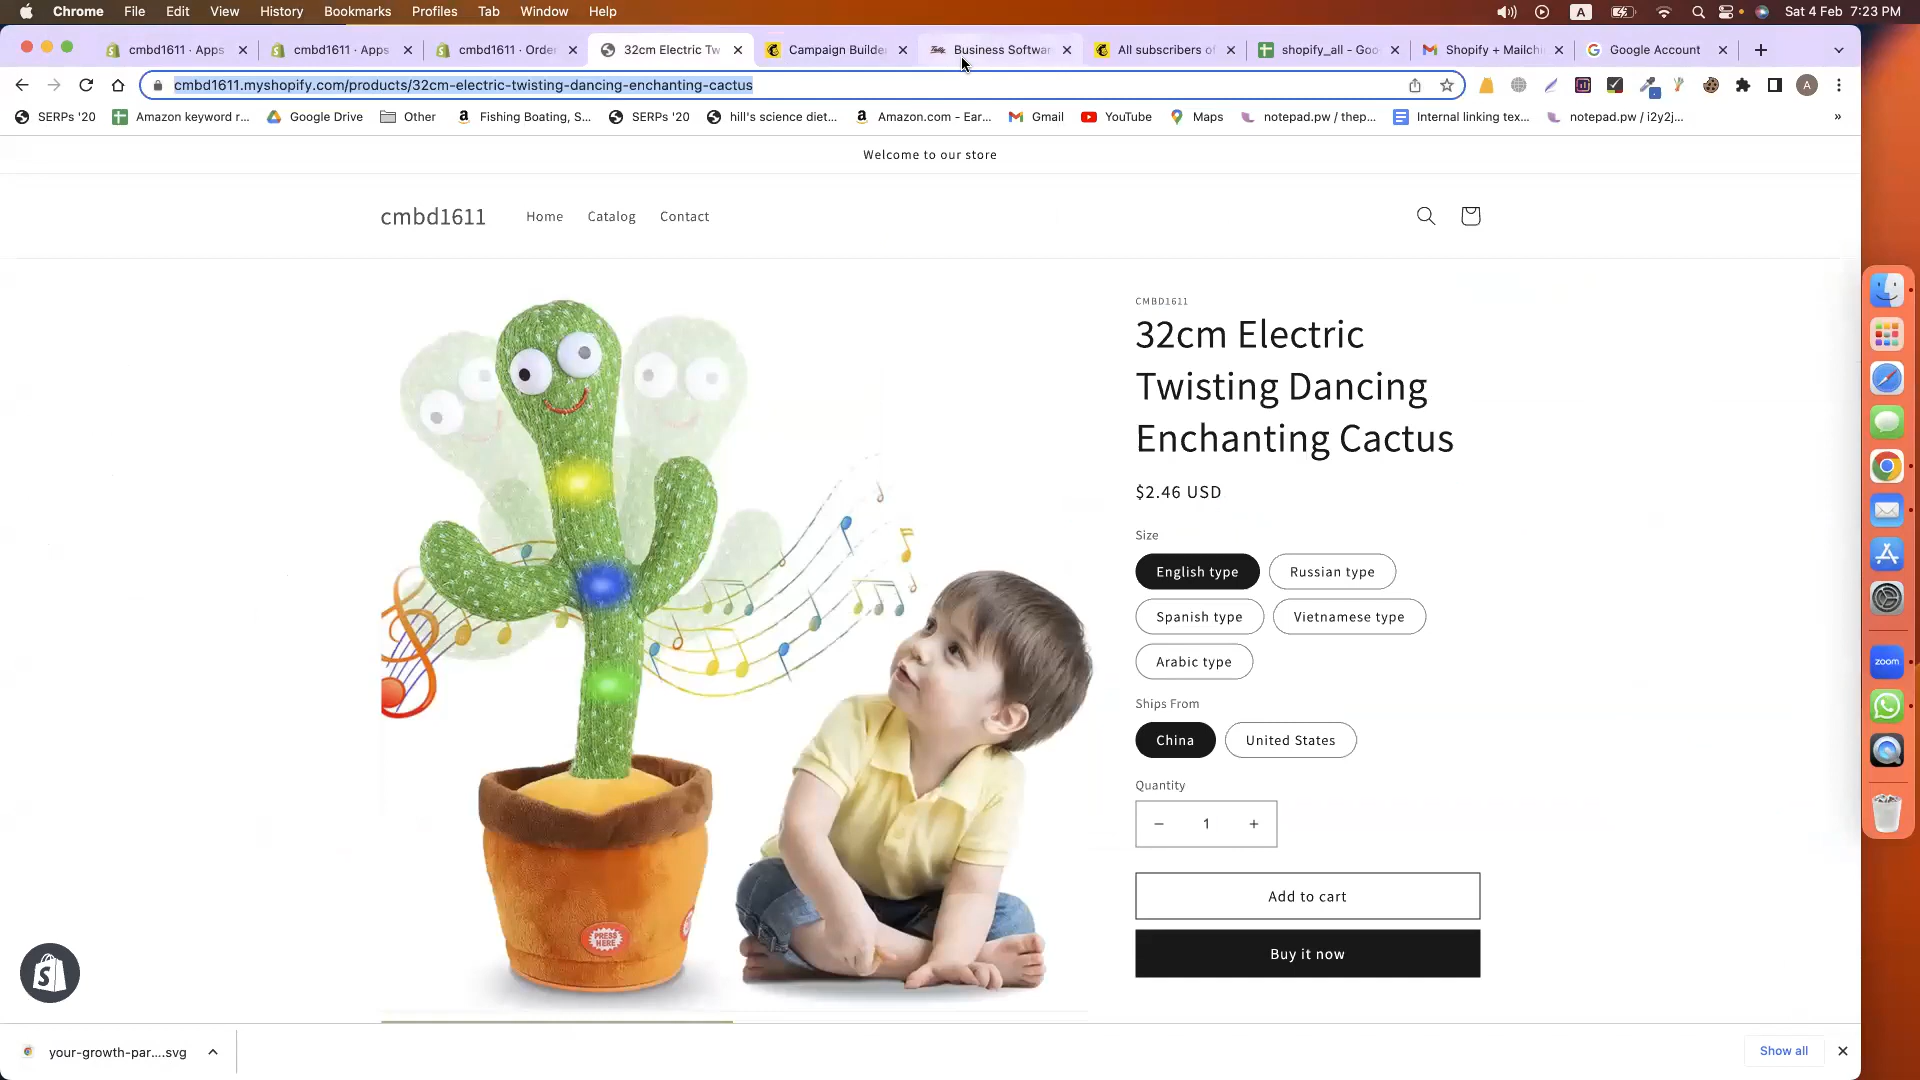 Chrome File Edit View History Bookmarks Profiles Tab Window Help
A Sat 4 Feb 7:23 PM
cmbd1611 · Apps
cmbd1611 · Apps
cmbd1611 · Orde
32cm Electric Tw
Campaign Builde
Business Softwar
All subscribers o
shopify_all - Goo
Shopify + Mailch
Google Account
cmbd1611.myshopify.com/products/32cm-electric-twisting-dancing-enchanting-cactus
A
SERPs '20
Amazon keyword r...
Google Drive
Other
Fishing Boating, S...
SERPs '20
hill's science diet...
Amazon.com - Ear...
Gmail
YouTube
Maps
notepad.pw / thep...
Internal linking tex...
notepad.pw / i2y2j...
»
Welcome to our store
cmbd1611 Home Catalog Contact
CMBD1611
32cm Electric
Twisting Dancing
Enchanting Cactus
$2.46 USD
Size
English type Russian type
Spanish type Vietnamese type
Arabic type
Ships From
China United States
Quantity
− 1 +
Add to cart
Buy it now
PRESS
HERE
zoom
your-growth-par....svg
Show all